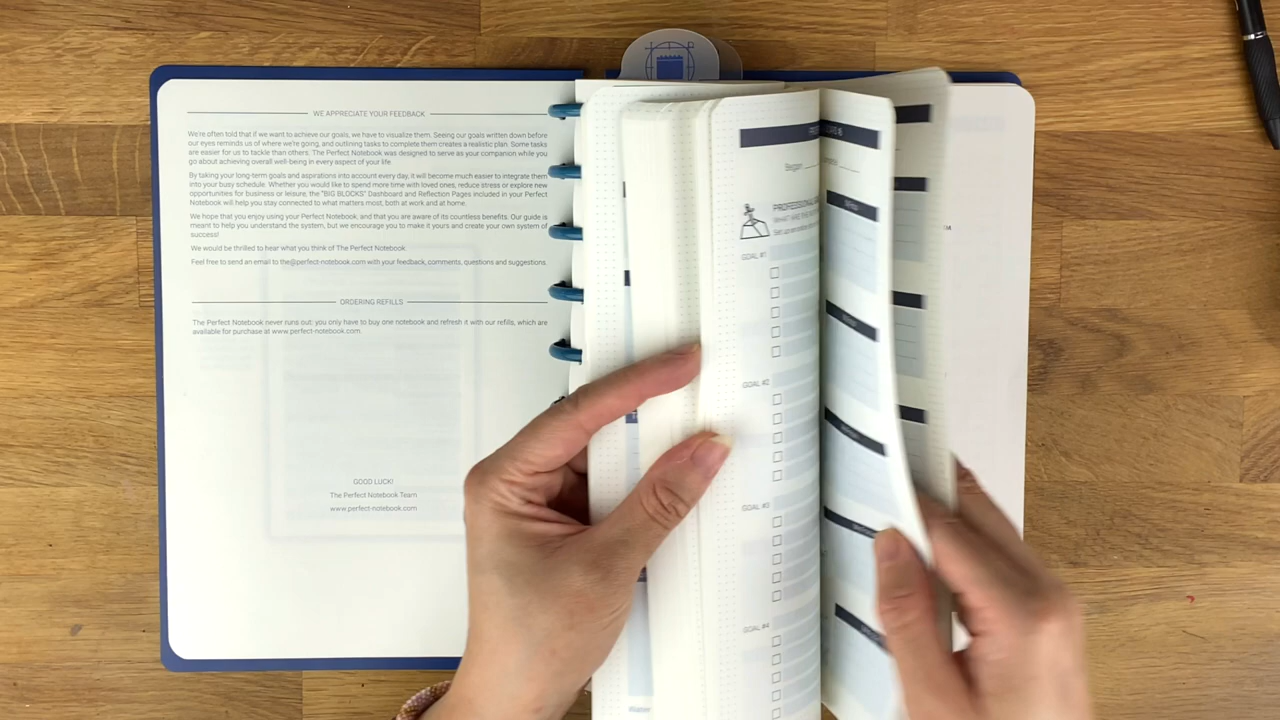 WE APPRECIATE YOUR FEEDBACK
We're often told that if we want to achieve our goals, we have to visualize them. Seeing our goals written down before
our eyes reminds us of where we're going, and outlining tasks to complete them creates a realistic plan. Some tasks
are easier for us to tackle than others. The Perfect Notebook was designed to serve as your companion while you
go about achieving overall well-being in every aspect of your life
By taking your long-term goals and aspirations into account every day, it will become much easier to integrate them
into your busy schedule. Whether you would like to spend more time with loved ones, reduce stress or explore new
opportunities for business or leisure, the "BIG BLOCKS" Dashboard and Reflection Pages included in your Perfect
Notebook will help you stay connected to what matters most, both at work and at home.
We hope that you enjoy using your Perfect Notebook, and that you are aware of its countless benefits. Our guide is
meant to help you understand the system, but we encourage you to make it yours and create your own system of
success!
We would be thrilled to hear what you think of The Perfect Notebook.
Feel free to send an email to the@perfect-notebook.com with your feedback, comments, questions and suggestions.
ORDERING REFILLS
The Perfect Notebook never runs out: you only have to buy one notebook and refresh it with our refills, which are
available for purchase at www.perfect-notebook.com.
GOOD LUCK!
The Perfect Notebook Team
www.perfect-notebook.com
Began
PROFESSIONAL
WHAT ARE THE
GOAL #1
GOAL #2
GOAL #3
GOAL #4